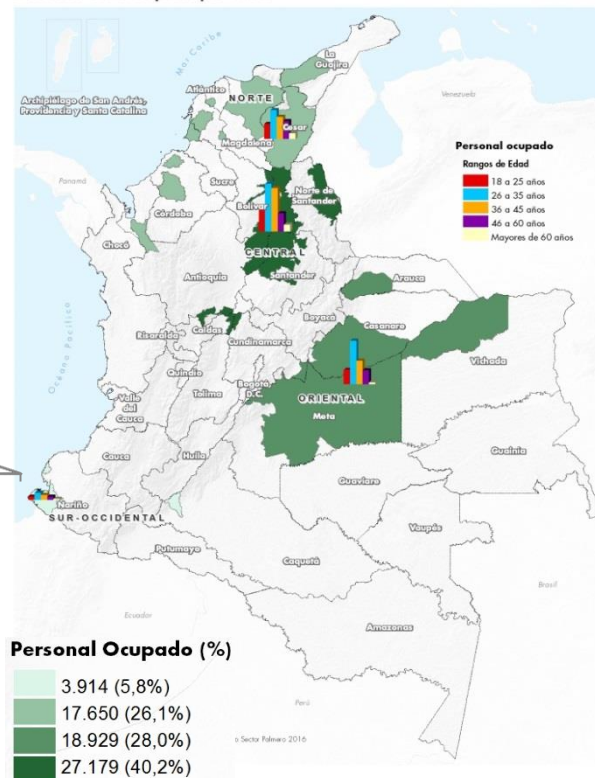 Mar Caribe
La
Guajira
Archipiélago de San Andrés,
Providencia y Santa Catalina
Atlántico
NORTE
Venezuela
Magdalena
Cesar
Personal ocupado
Rangos de Edad
18 a 25 años
26 a 35 años
36 a 45 años
46 a 60 años
Mayores de 60 años
Panamá
Sucre
Córdoba
Bolívar
Norte de
Santander
Chocó
Antioquia
CENTRAL
Santander
Arauca
Océano Pacífico
Boyacá
Casanare
Risaralda
Caldas
Cundinamarca
Vichada
Quindío
Bogotá,
D.C.
ORIENTAL
Valle
del
Cauca
Tolima
Meta
Guainía
Cauca
Huila
Guaviare
Nariño
SUR-OCCIDENTAL
Vaupés
Putumayo
Caquetá
Brasil
Ecuador
Amazonas
Personal Ocupado (%)
3.914 (5,8%)
Perú
17.650 (26,1%)
18.929 (28,0%)
o Sector Palmero 2016
27.179 (40,2%)